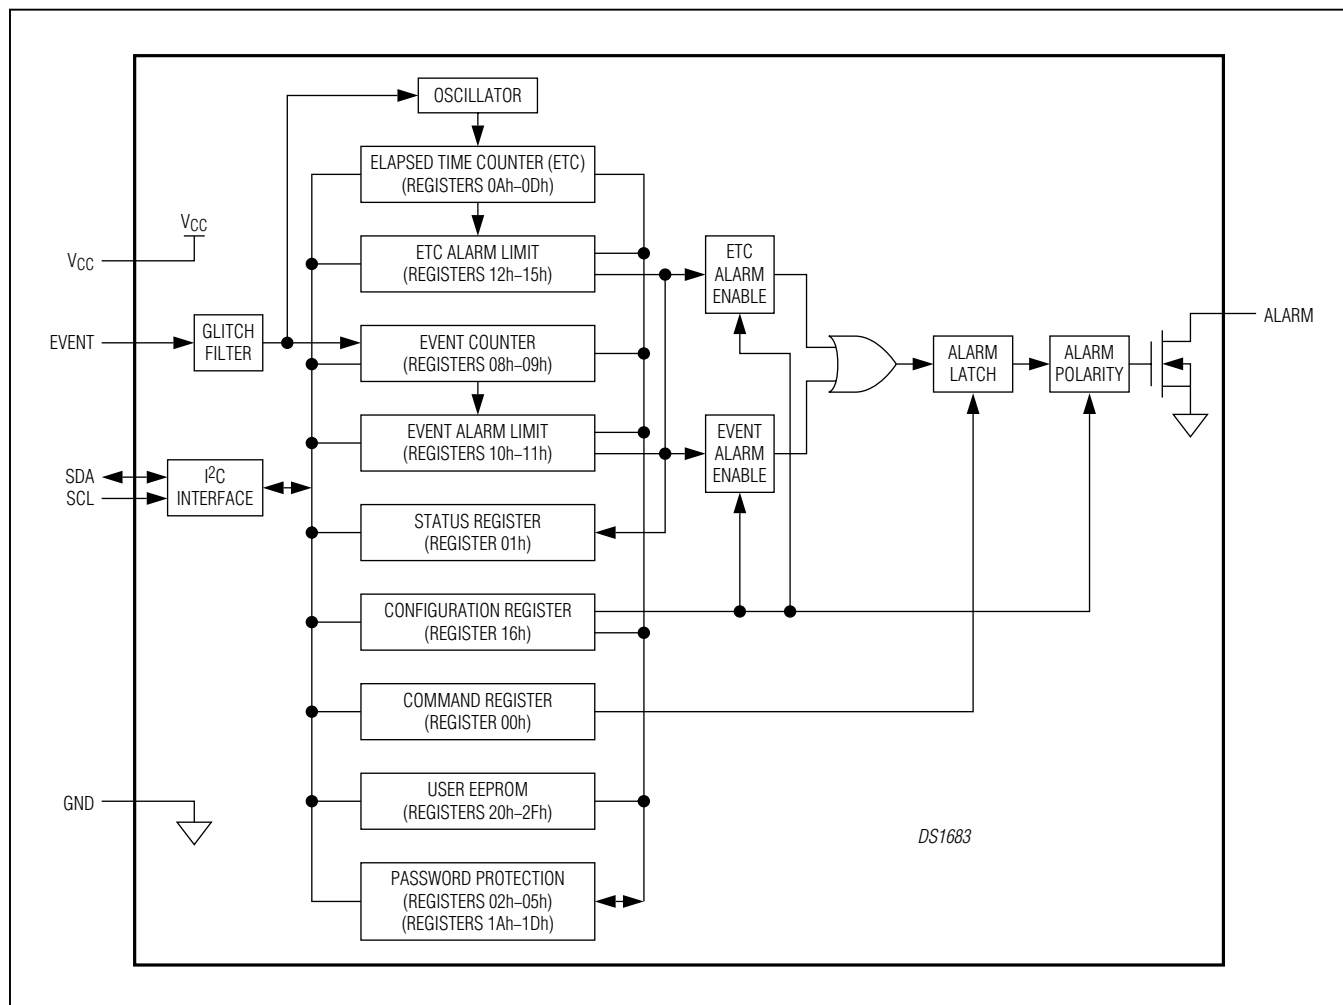 OSCILLATOR
ELAPSED TIME COUNTER (ETC)
(REGISTERS 0Ah–0Dh)
VCC
VCC
ETC ALARM LIMIT
(REGISTERS 12h–15h)
ETC
ALARM
ENABLE
EVENT
GLITCH
FILTER
EVENT COUNTER
(REGISTERS 08h–09h)
ALARM
LATCH
ALARM
POLARITY
ALARM
EVENT ALARM LIMIT
(REGISTERS 10h–11h)
EVENT
ALARM
ENABLE
SDA
SCL
I2C
INTERFACE
STATUS REGISTER
(REGISTER 01h)
CONFIGURATION REGISTER
(REGISTER 16h)
COMMAND REGISTER
(REGISTER 00h)
GND
USER EEPROM
(REGISTERS 20h–2Fh)
DS1683
PASSWORD PROTECTION
(REGISTERS 02h–05h)
(REGISTERS 1Ah–1Dh)